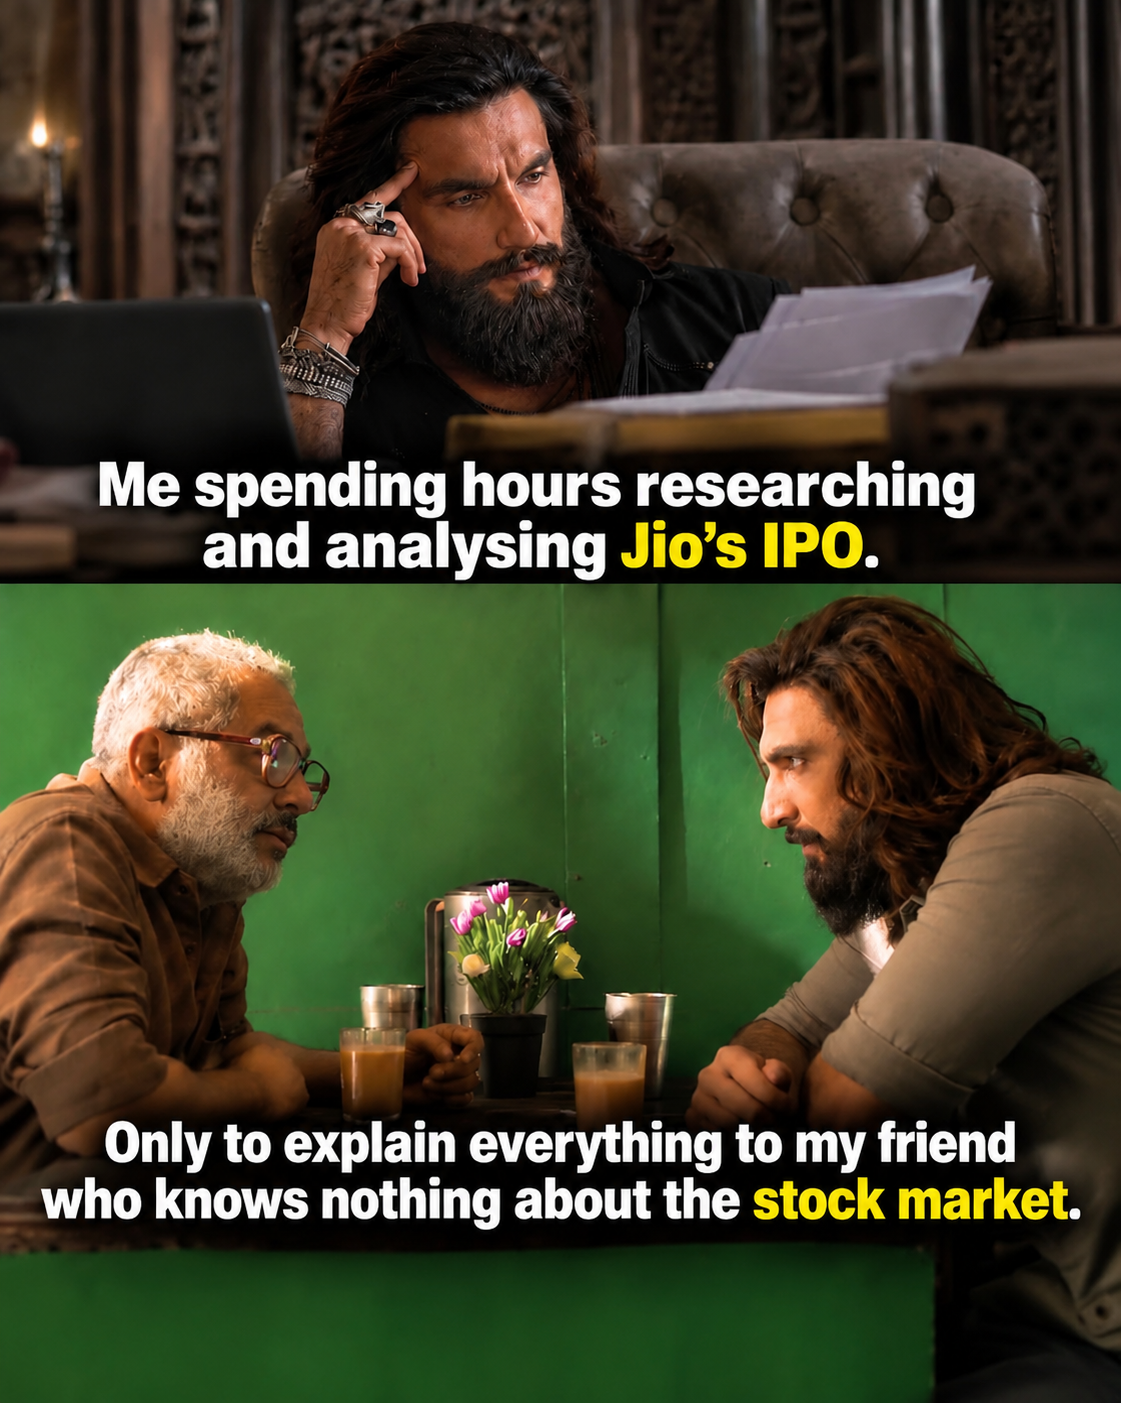 Me spending hours researching
and analysing Jio’s IPO.
Only to explain everything to my friend
who knows nothing about the stock market.